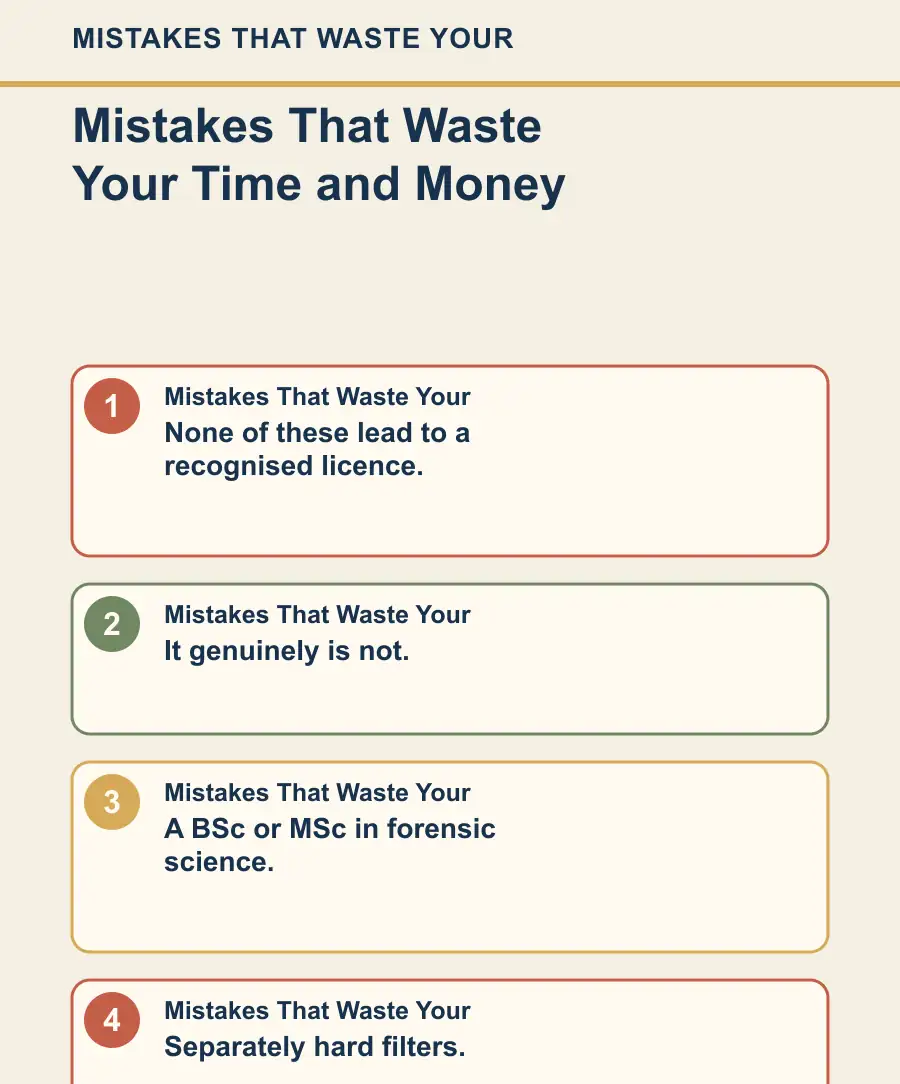 MISTAKES THAT WASTE YOUR
Mistakes That Waste
Your Time and Money
1
Mistakes That Waste Your
None of these lead to a
recognised licence.
2
Mistakes That Waste Your
It genuinely is not.
3
Mistakes That Waste Your
A BSc or MSc in forensic
science.
4
Mistakes That Waste Your
Separately hard filters.